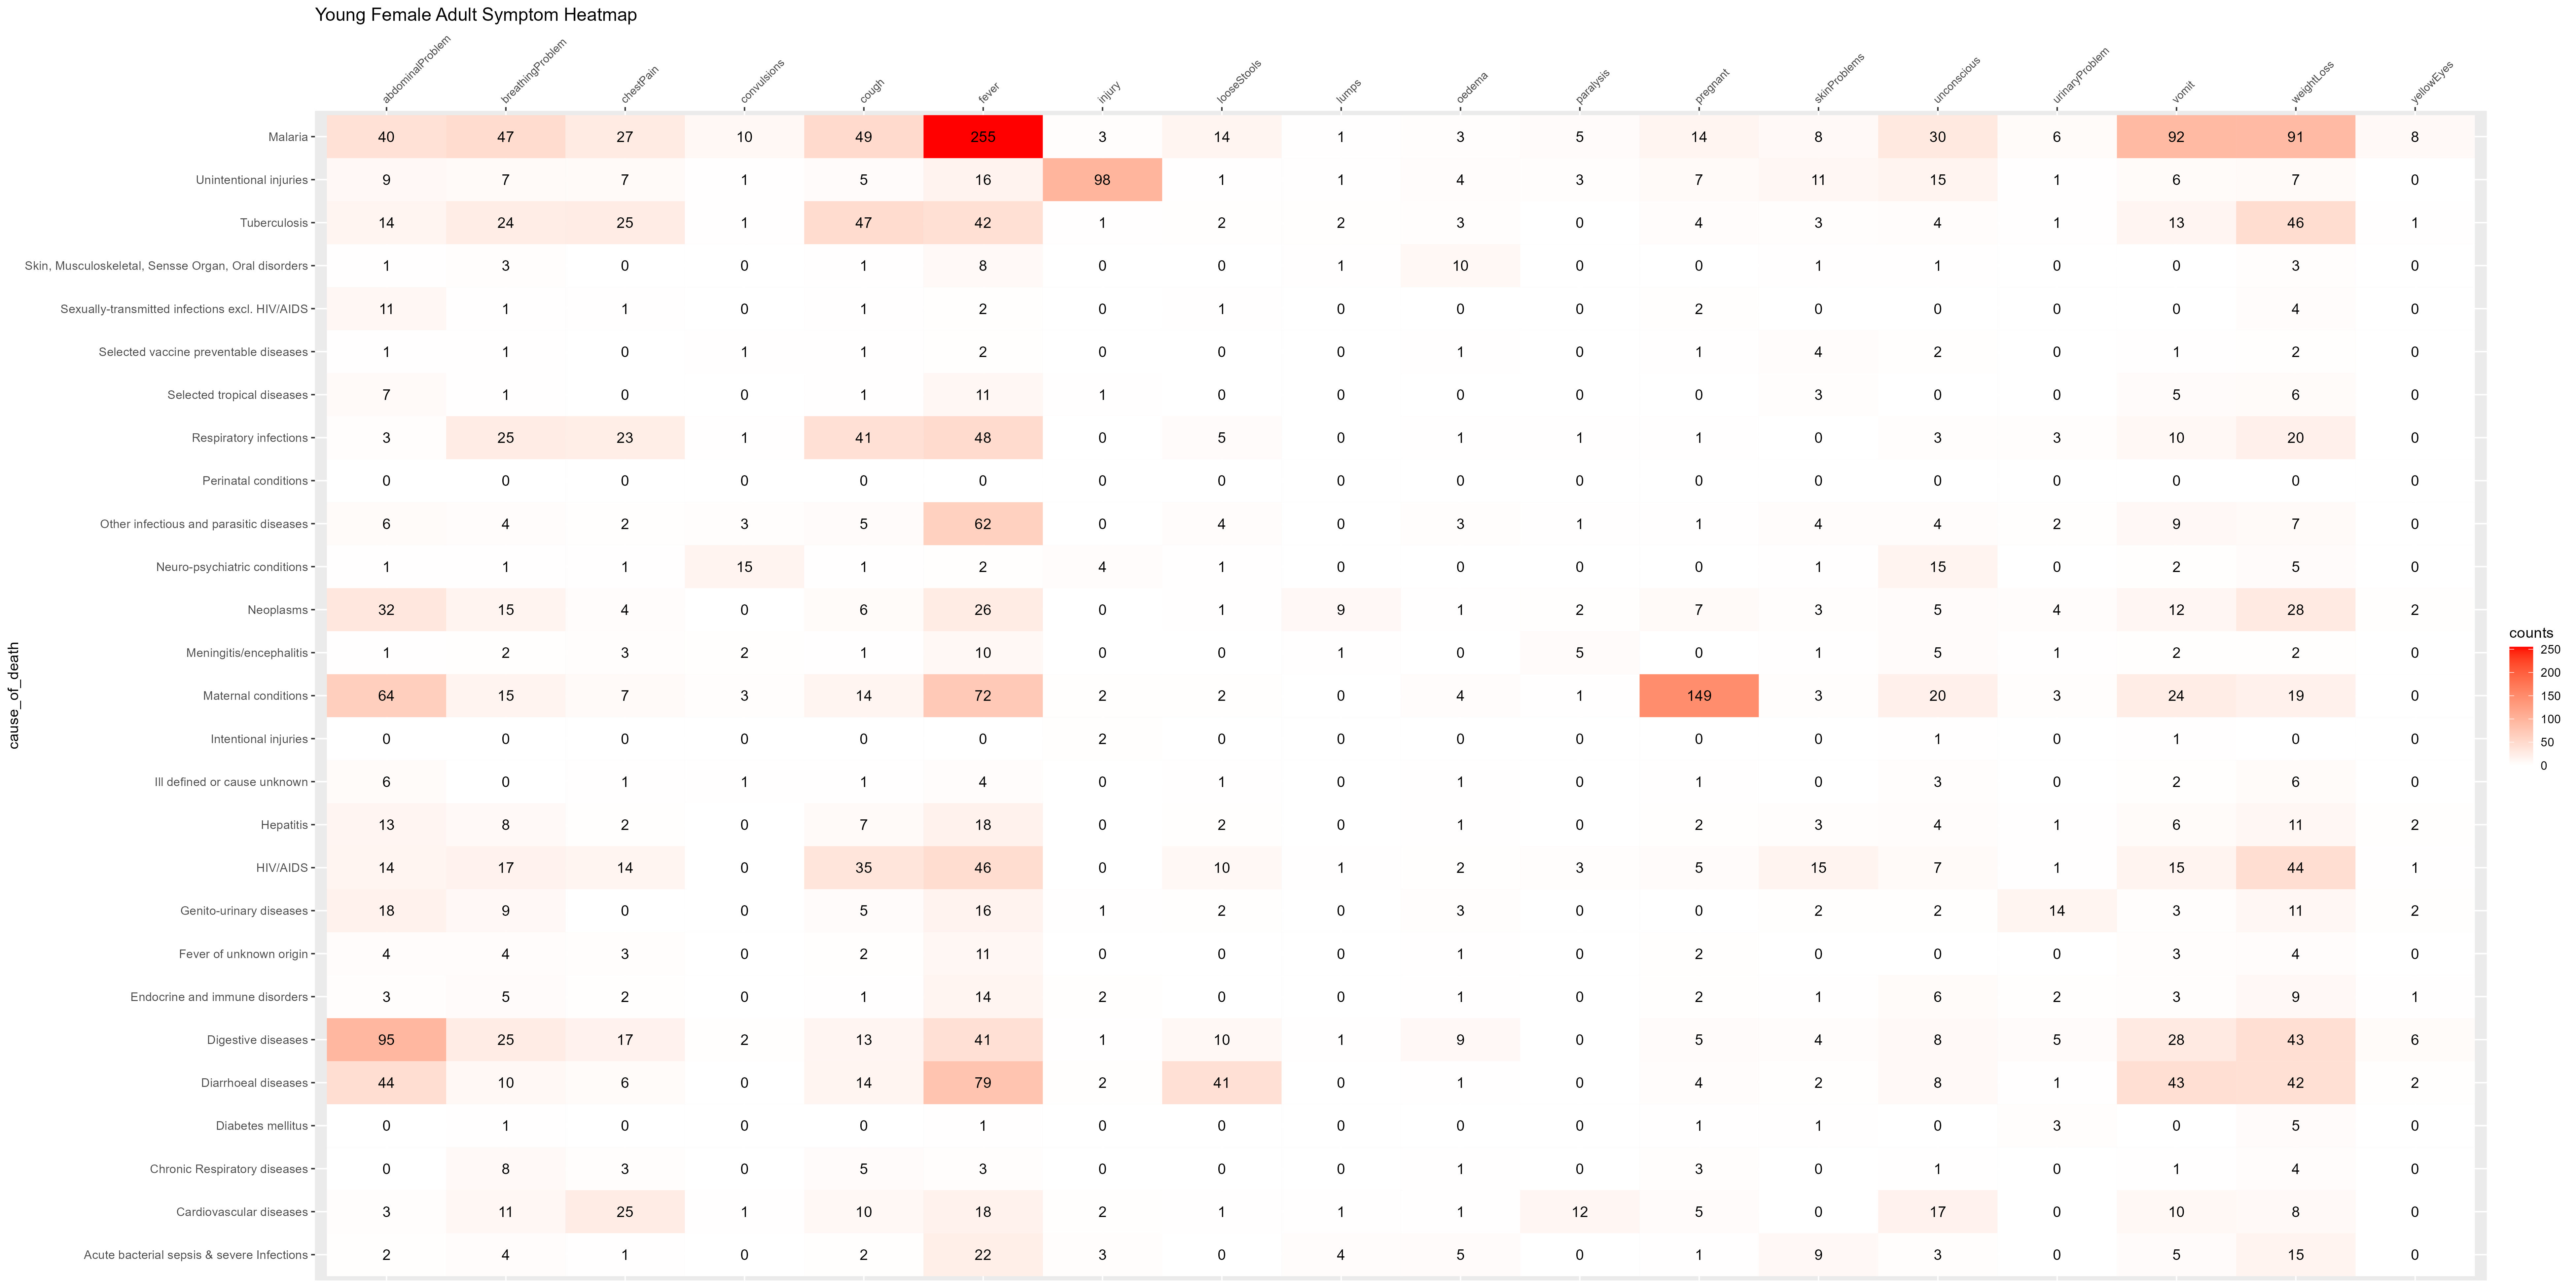 Young Female Adult Symptom Heatmap
abdominalProblem breathingProblem chestPain convulsions cough fever injury looseStools lumps oedema paralysis pregnant skinProblems unconscious urinaryProblem vomit weightLoss yellowEyes
Malaria 40 47 27 10 49 255 3 14 1 3 5 14 8 30 6 92 91 8
Unintentional injuries 9 7 7 1 5 16 98 1 1 4 3 7 11 15 1 6 7 0
Tuberculosis 14 24 25 1 47 42 1 2 2 3 0 4 3 4 1 13 46 1
Skin, Musculoskeletal, Sensse Organ, Oral disorders 1 3 0 0 1 8 0 0 1 10 0 0 1 1 0 0 3 0
Sexually-transmitted infections excl. HIV/AIDS 11 1 1 0 1 2 0 1 0 0 0 2 0 0 0 0 4 0
Selected vaccine preventable diseases 1 1 0 1 1 2 0 0 0 1 0 1 4 2 0 1 2 0
Selected tropical diseases 7 1 0 0 1 11 1 0 0 0 0 0 3 0 0 5 6 0
Respiratory infections 3 25 23 1 41 48 0 5 0 1 1 1 0 3 3 10 20 0
Perinatal conditions 0 0 0 0 0 0 0 0 0 0 0 0 0 0 0 0 0 0
Other infectious and parasitic diseases 6 4 2 3 5 62 0 4 0 3 1 1 4 4 2 9 7 0
Neuro-psychiatric conditions 1 1 1 15 1 2 4 1 0 0 0 0 1 15 0 2 5 0
Neoplasms 32 15 4 0 6 26 0 1 9 1 2 7 3 5 4 12 28 2
Meningitis/encephalitis 1 2 3 2 1 10 0 0 1 0 5 0 1 5 1 2 2 0
Maternal conditions 64 15 7 3 14 72 2 2 0 4 1 149 3 20 3 24 19 0
Intentional injuries 0 0 0 0 0 0 2 0 0 0 0 0 0 1 0 1 0 0
Ill defined or cause unknown 6 0 1 1 1 4 0 1 0 1 0 1 0 3 0 2 6 0
Hepatitis 13 8 2 0 7 18 0 2 0 1 0 2 3 4 1 6 11 2
HIV/AIDS 14 17 14 0 35 46 0 10 1 2 3 5 15 7 1 15 44 1
Genito-urinary diseases 18 9 0 0 5 16 1 2 0 3 0 0 2 2 14 3 11 2
Fever of unknown origin 4 4 3 0 2 11 0 0 0 1 0 2 0 0 0 3 4 0
Endocrine and immune disorders 3 5 2 0 1 14 2 0 0 1 0 2 1 6 2 3 9 1
Digestive diseases 95 25 17 2 13 41 1 10 1 9 0 5 4 8 5 28 43 6
Diarrhoeal diseases 44 10 6 0 14 79 2 41 0 1 0 4 2 8 1 43 42 2
Diabetes mellitus 0 1 0 0 0 1 0 0 0 0 0 1 1 0 3 0 5 0
Chronic Respiratory diseases 0 8 3 0 5 3 0 0 0 1 0 3 0 1 0 1 4 0
Cardiovascular diseases 3 11 25 1 10 18 2 1 1 1 12 5 0 17 0 10 8 0
Acute bacterial sepsis & severe Infections 2 4 1 0 2 22 3 0 4 5 0 1 9 3 0 5 15 0
cause_of_death
counts
250
200
150
100
50
0